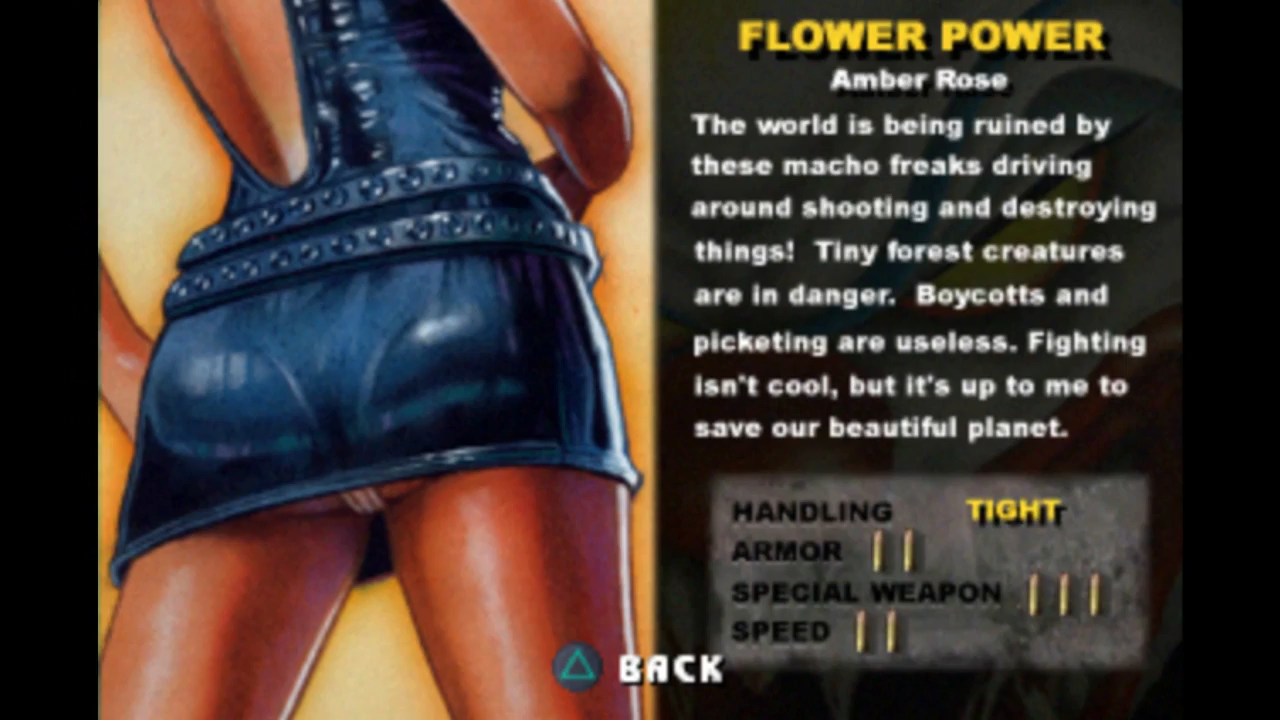 FLOWER POWER
Amber Rose
The world is being ruined by
these macho freaks driving
around shooting and destroying
things! Tiny forest creatures
are in danger. Boycotts and
picketing are useless. Fighting
isn't cool, but it's up to me to
save our beautiful planet.
HANDLING TIGHT
ARMOR
SPECIAL WEAPON
SPEED
BACK